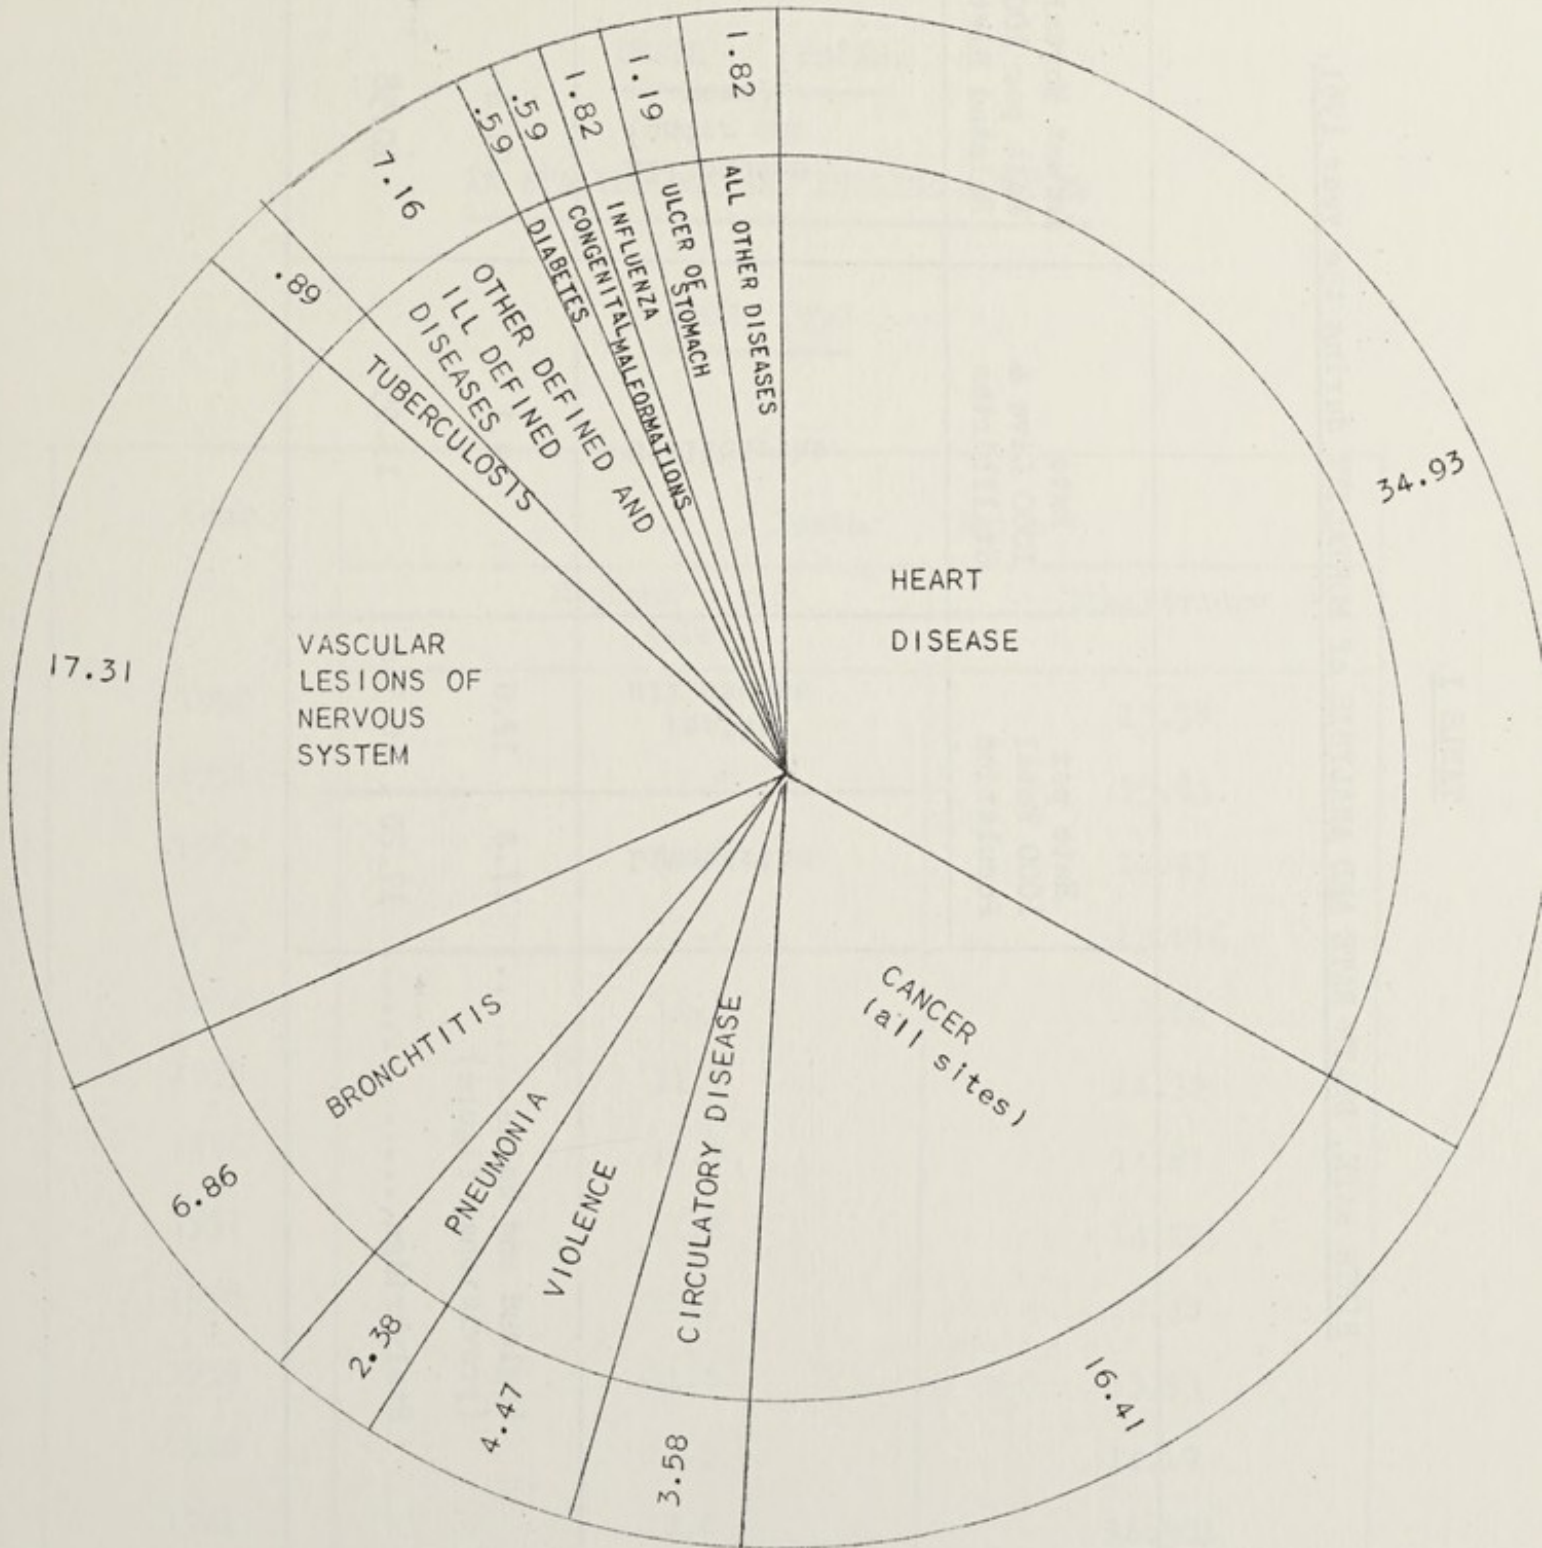 1.82
1.19
1.82
.59
.59
7.16
.89
17.31
6.86
2.38
4.47
3.58
16.41
34.93
ALL OTHER DISEASES
ULCER OF
STOMACH
INFLUENZA
CONGENITAL MALFORMATIONS
DIABETES
OTHER DEFINED AND
ILL DEFINED
DISEASES
TUBERCULOSIS
VASCULAR
LESIONS OF
NERVOUS
SYSTEM
BRONCHTITIS
PNEUMONIA
VIOLENCE
CIRCULATORY DISEASE
CANCER
(all sites)
HEART
DISEASE